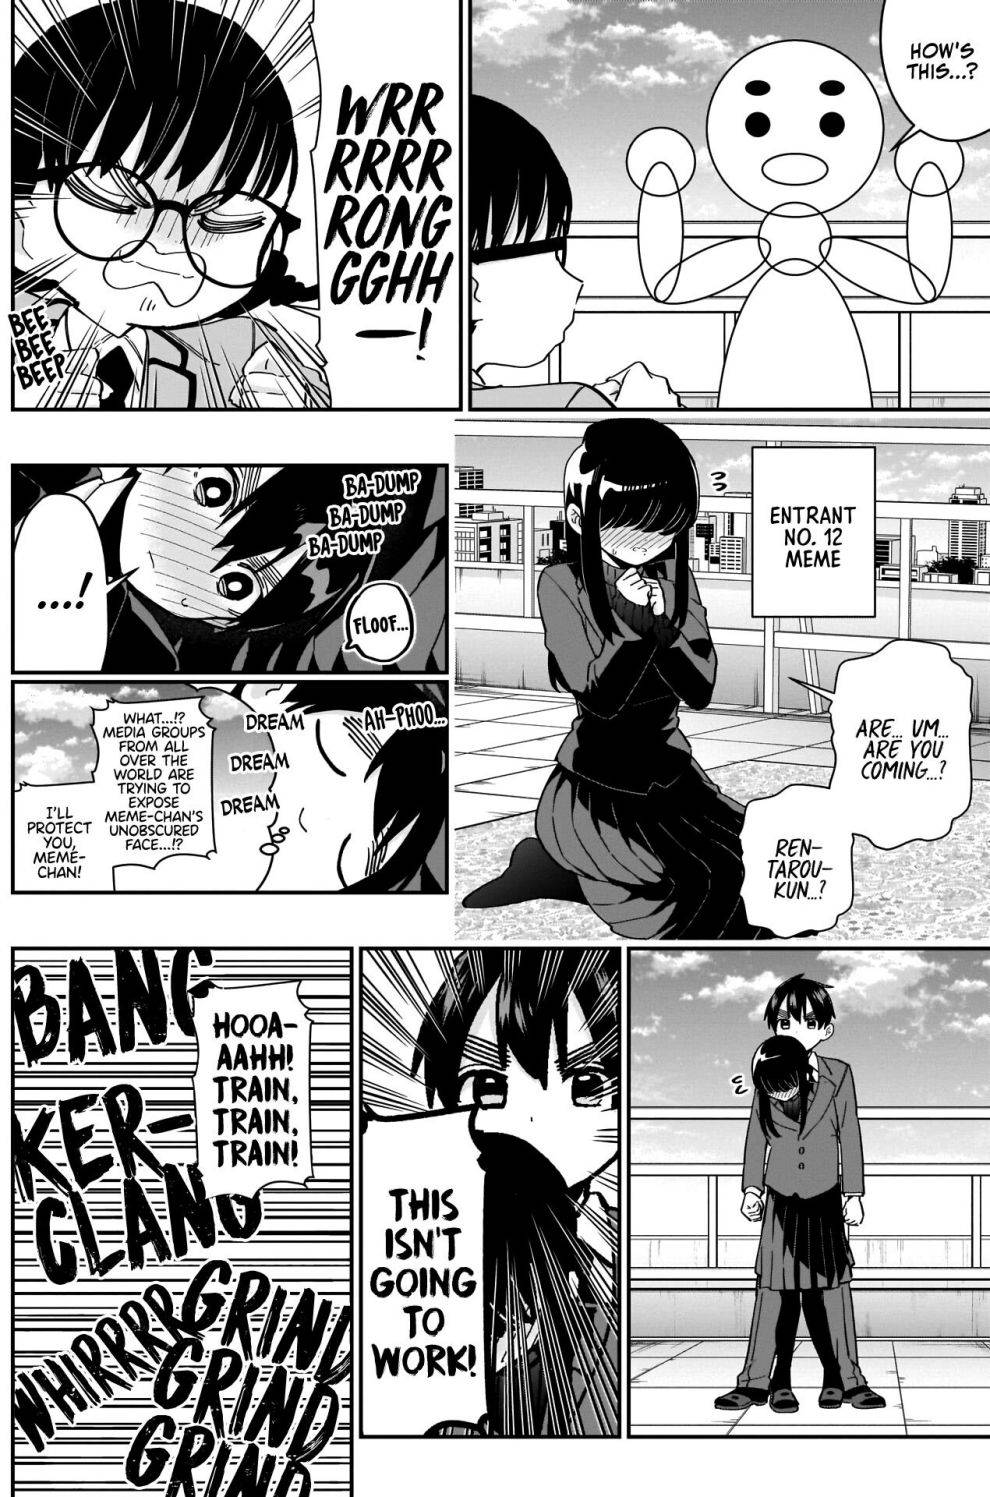 HOW'S
THIS...?
WRR
RRRR
RONG
GGHH
—!
BEE
BEE
BEEP
ENTRANT
NO. 12
MEME
ARE... UM...
ARE YOU
COMING...?
REN-
TAROU-
KUN...?
BA-DUMP
BA-DUMP
BA-DUMP
FLOOF...
....!
AH-PHOO...
DREAM
DREAM
DREAM
WHAT...!?
MEDIA GROUPS
FROM ALL
OVER THE
WORLD ARE
TRYING TO
EXPOSE
MEME-CHAN'S
UNOBSCURED
FACE...!?
I'LL
PROTECT
YOU,
MEME-
CHAN!
THIS
ISN'T
GOING
TO
WORK!
HOOA-
AAHH!
TRAIN,
TRAIN,
TRAIN!
BANG
KER-
CLANG
WHIRRRR
GRIND
GRIND
GRIND